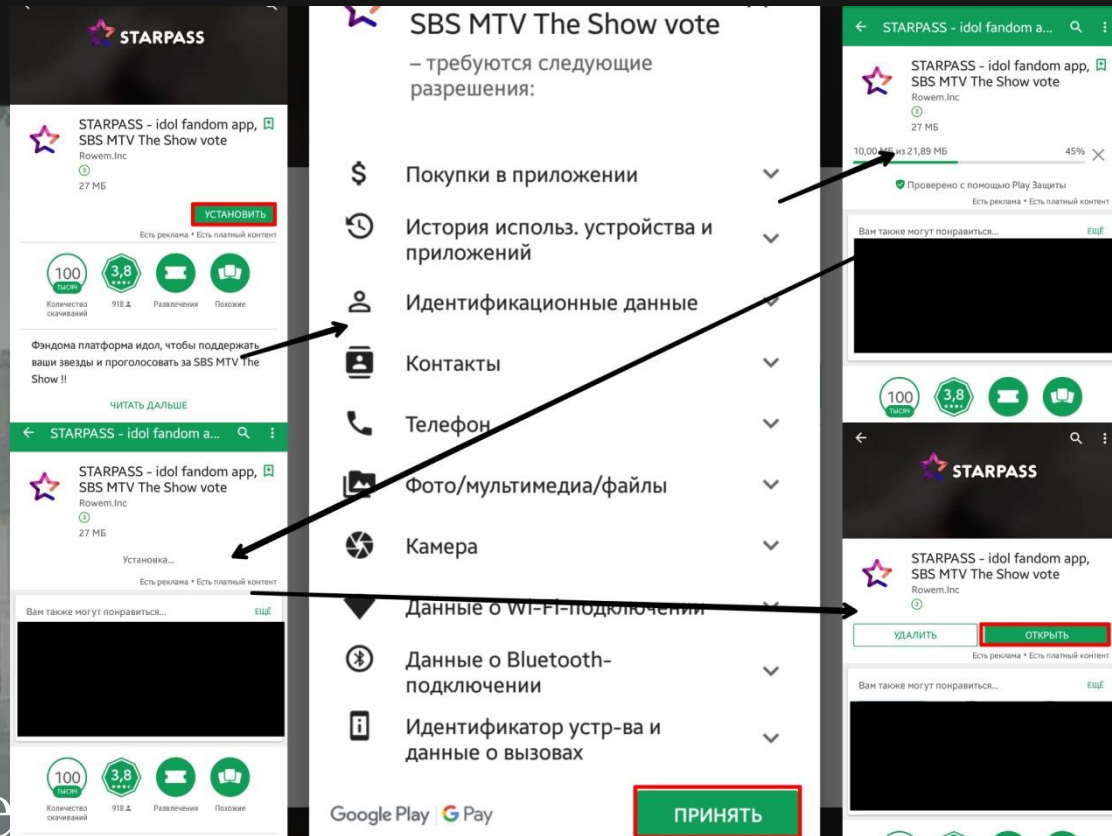 STARPASS
STARPASS - idol fandom app,
SBS MTV The Show vote
Rowem.Inc
3
27 МБ
УСТАНОВИТЬ
Есть реклама • Есть платный контент
100
ТЫСЯЧ
3,8
Количество
скачиваний
918
Развлечения
Похожие
Фэндома платформа идол, чтобы поддержать
ваши звезды и проголосовать за SBS MTV The
Show !!
ЧИТАТЬ ДАЛЬШЕ
STARPASS - idol fandom a...
STARPASS - idol fandom app,
SBS MTV The Show vote
Rowem.Inc
3
27 МБ
Установка...
Есть реклама • Есть платный контент
Вам также могут понравиться...
ЕЩЁ
100
ТЫСЯЧ
3,8
Количество
скачиваний
918
Развлечения
Похожие
SBS MTV The Show vote
– требуются следующие
разрешения:
Покупки в приложении
История использ. устройства и
приложений
Идентификационные данные
Контакты
Телефон
Фото/мультимедиа/файлы
Камера
Данные о Wi-Fi-подключении
Данные о Bluetooth-
подключении
Идентификатор устр-ва и
данные о вызовах
Google Play | G Pay
ПРИНЯТЬ
STARPASS - idol fandom a...
STARPASS - idol fandom app,
SBS MTV The Show vote
Rowem.Inc
3
27 МБ
10,00 МБ из 21,89 МБ
45%
Проверено с помощью Play Защиты
Есть реклама • Есть платный контент
Вам также могут понравиться...
ЕЩЁ
100
ТЫСЯЧ
3,8
STARPASS
STARPASS - idol fandom app,
SBS MTV The Show vote
Rowem.Inc
3
УДАЛИТЬ
ОТКРЫТЬ
Есть реклама • Есть платный контент
Вам также могут понравиться...
ЕЩЁ